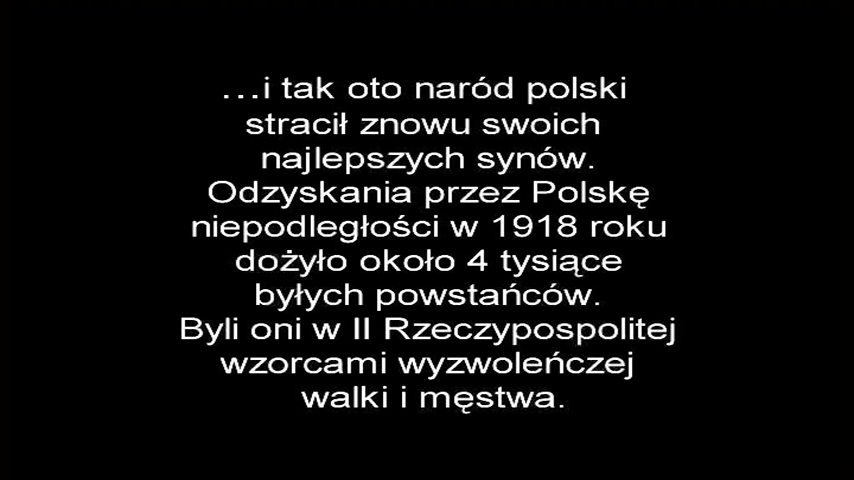 ...i tak oto naród polski
stracił znowu swoich
najlepszych synów.
Odzyskania przez Polskę
niepodległości w 1918 roku
dożyło około 4 tysiące
byłych powstańców.
Byli oni w II Rzeczypospolitej
wzorcami wyzwoleńczej
walki i męstwa.